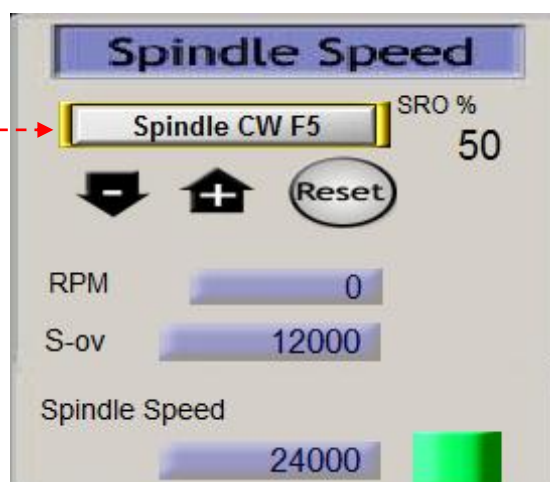 Spindle Speed
Spindle CW F5
SRO %
50
- + Reset
RPM 0
S-ov 12000
Spindle Speed
24000